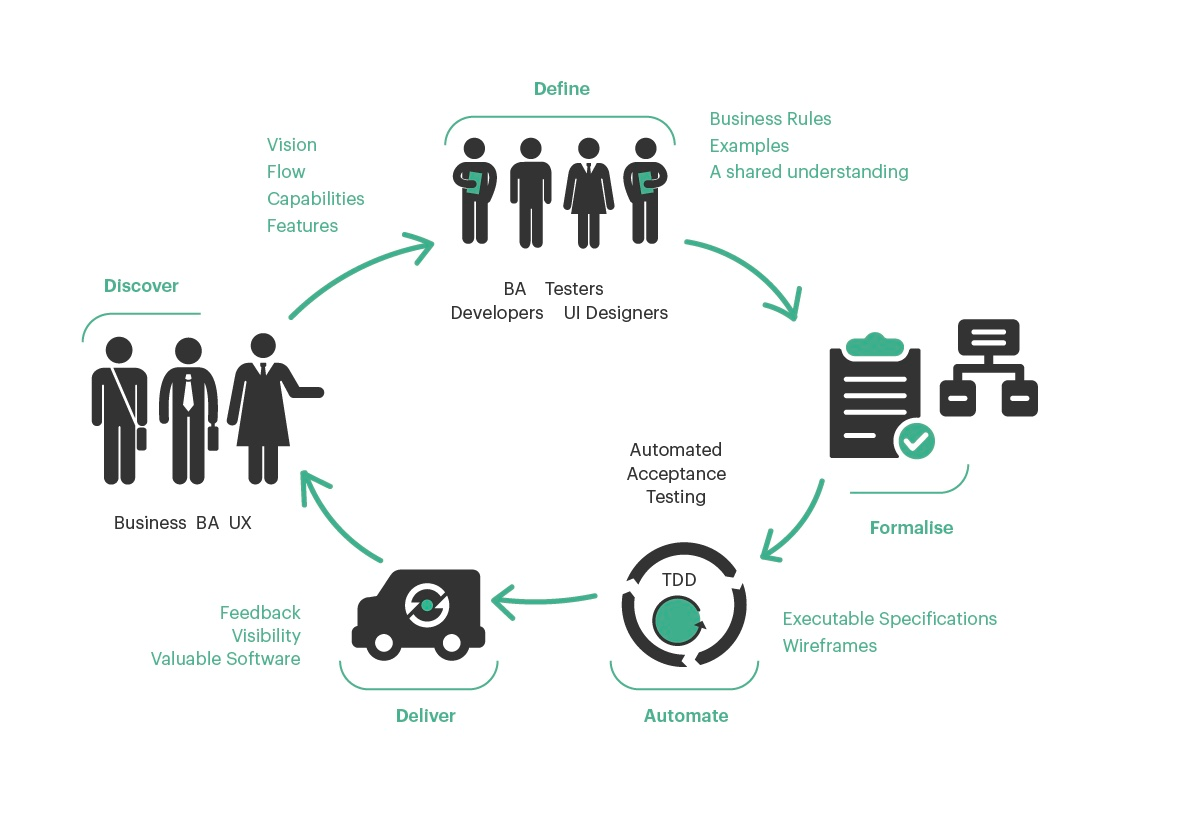 Define
Business Rules
Examples
A shared understanding
Vision
Flow
Capabilities
Features
Discover
BA Testers
Developers UI Designers
Business BA UX
Automated
Acceptance
Testing
Formalise
TDD
Executable Specifications
Wireframes
Feedback
Visibility
Valuable Software
Deliver
Automate